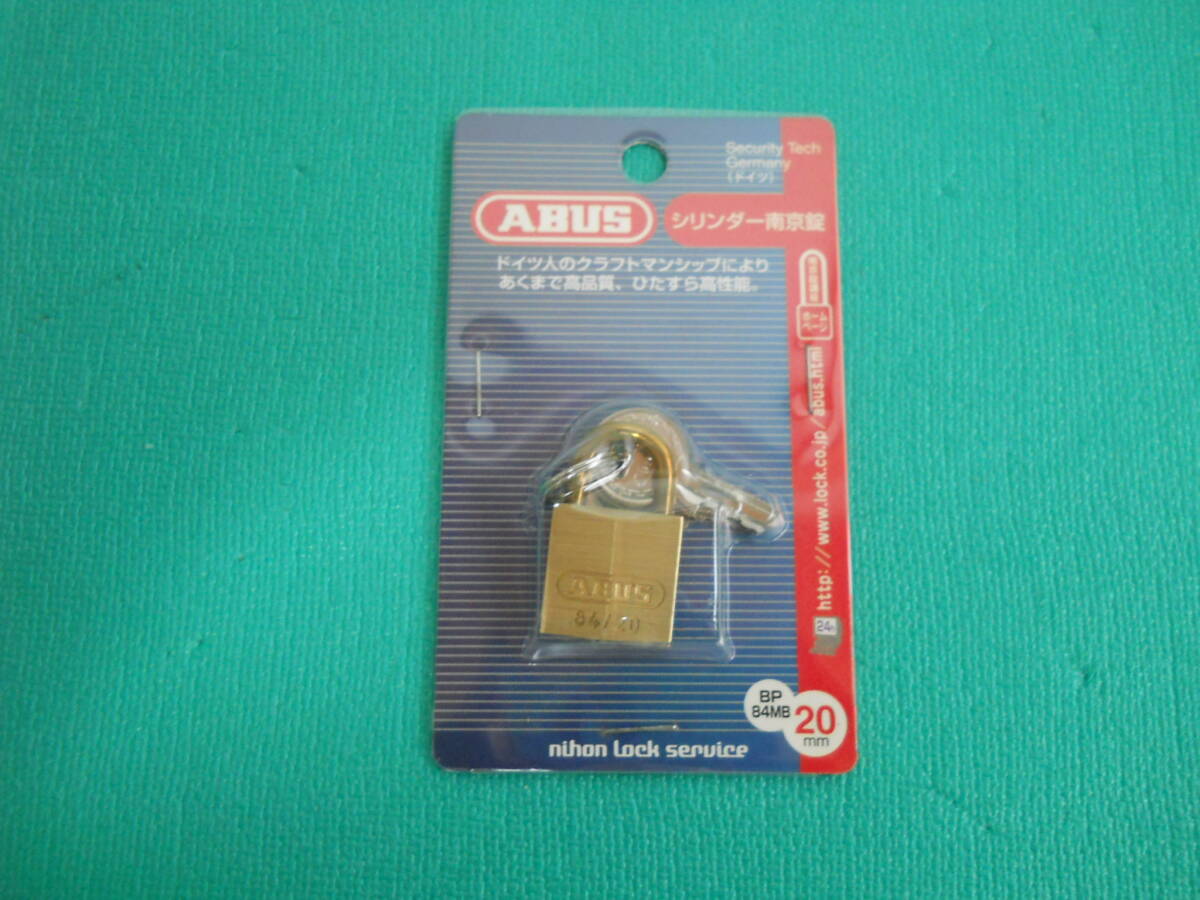 Security Tech
Germany
(ドイツ)
ABUS
シリンダー南京錠
ドイツ人のクラフトマンシップにより
あくまで高品質、ひたすら高性能。
http://www.lock.co.jp/abus.html
ABUS
84/20
24h
BP
84MB
20
mm
nihon lock service